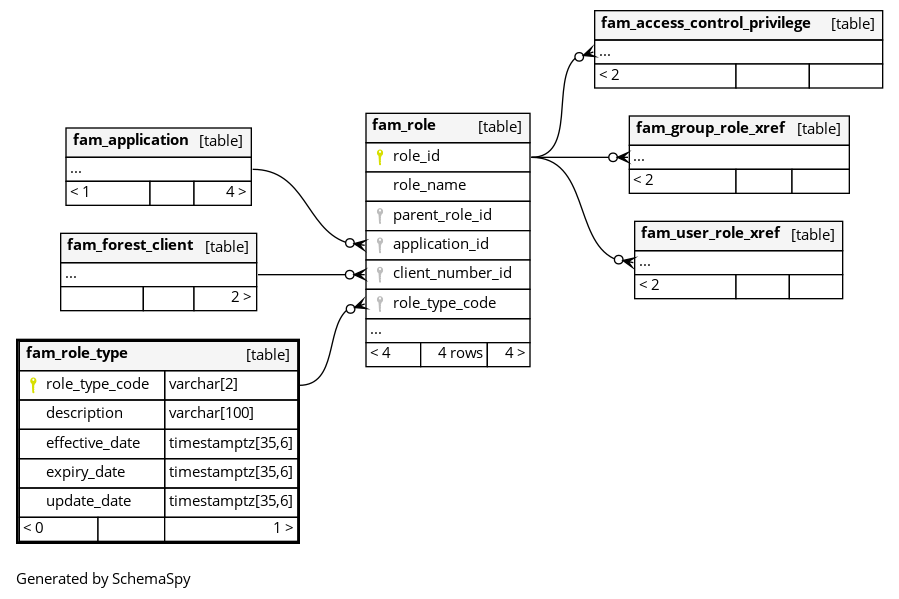 fam_access_control_privilege [table]
...
< 2
fam_application [table]
...
< 1 4 >
fam_role [table]
role_id
role_name
parent_role_id
application_id
client_number_id
role_type_code
...
< 4 4 rows 4 >
fam_group_role_xref [table]
...
< 2
fam_forest_client [table]
...
2 >
fam_user_role_xref [table]
...
< 2
fam_role_type [table]
role_type_code varchar[2]
description varchar[100]
effective_date timestamptz[35,6]
expiry_date timestamptz[35,6]
update_date timestamptz[35,6]
< 0 1 >
Generated by SchemaSpy